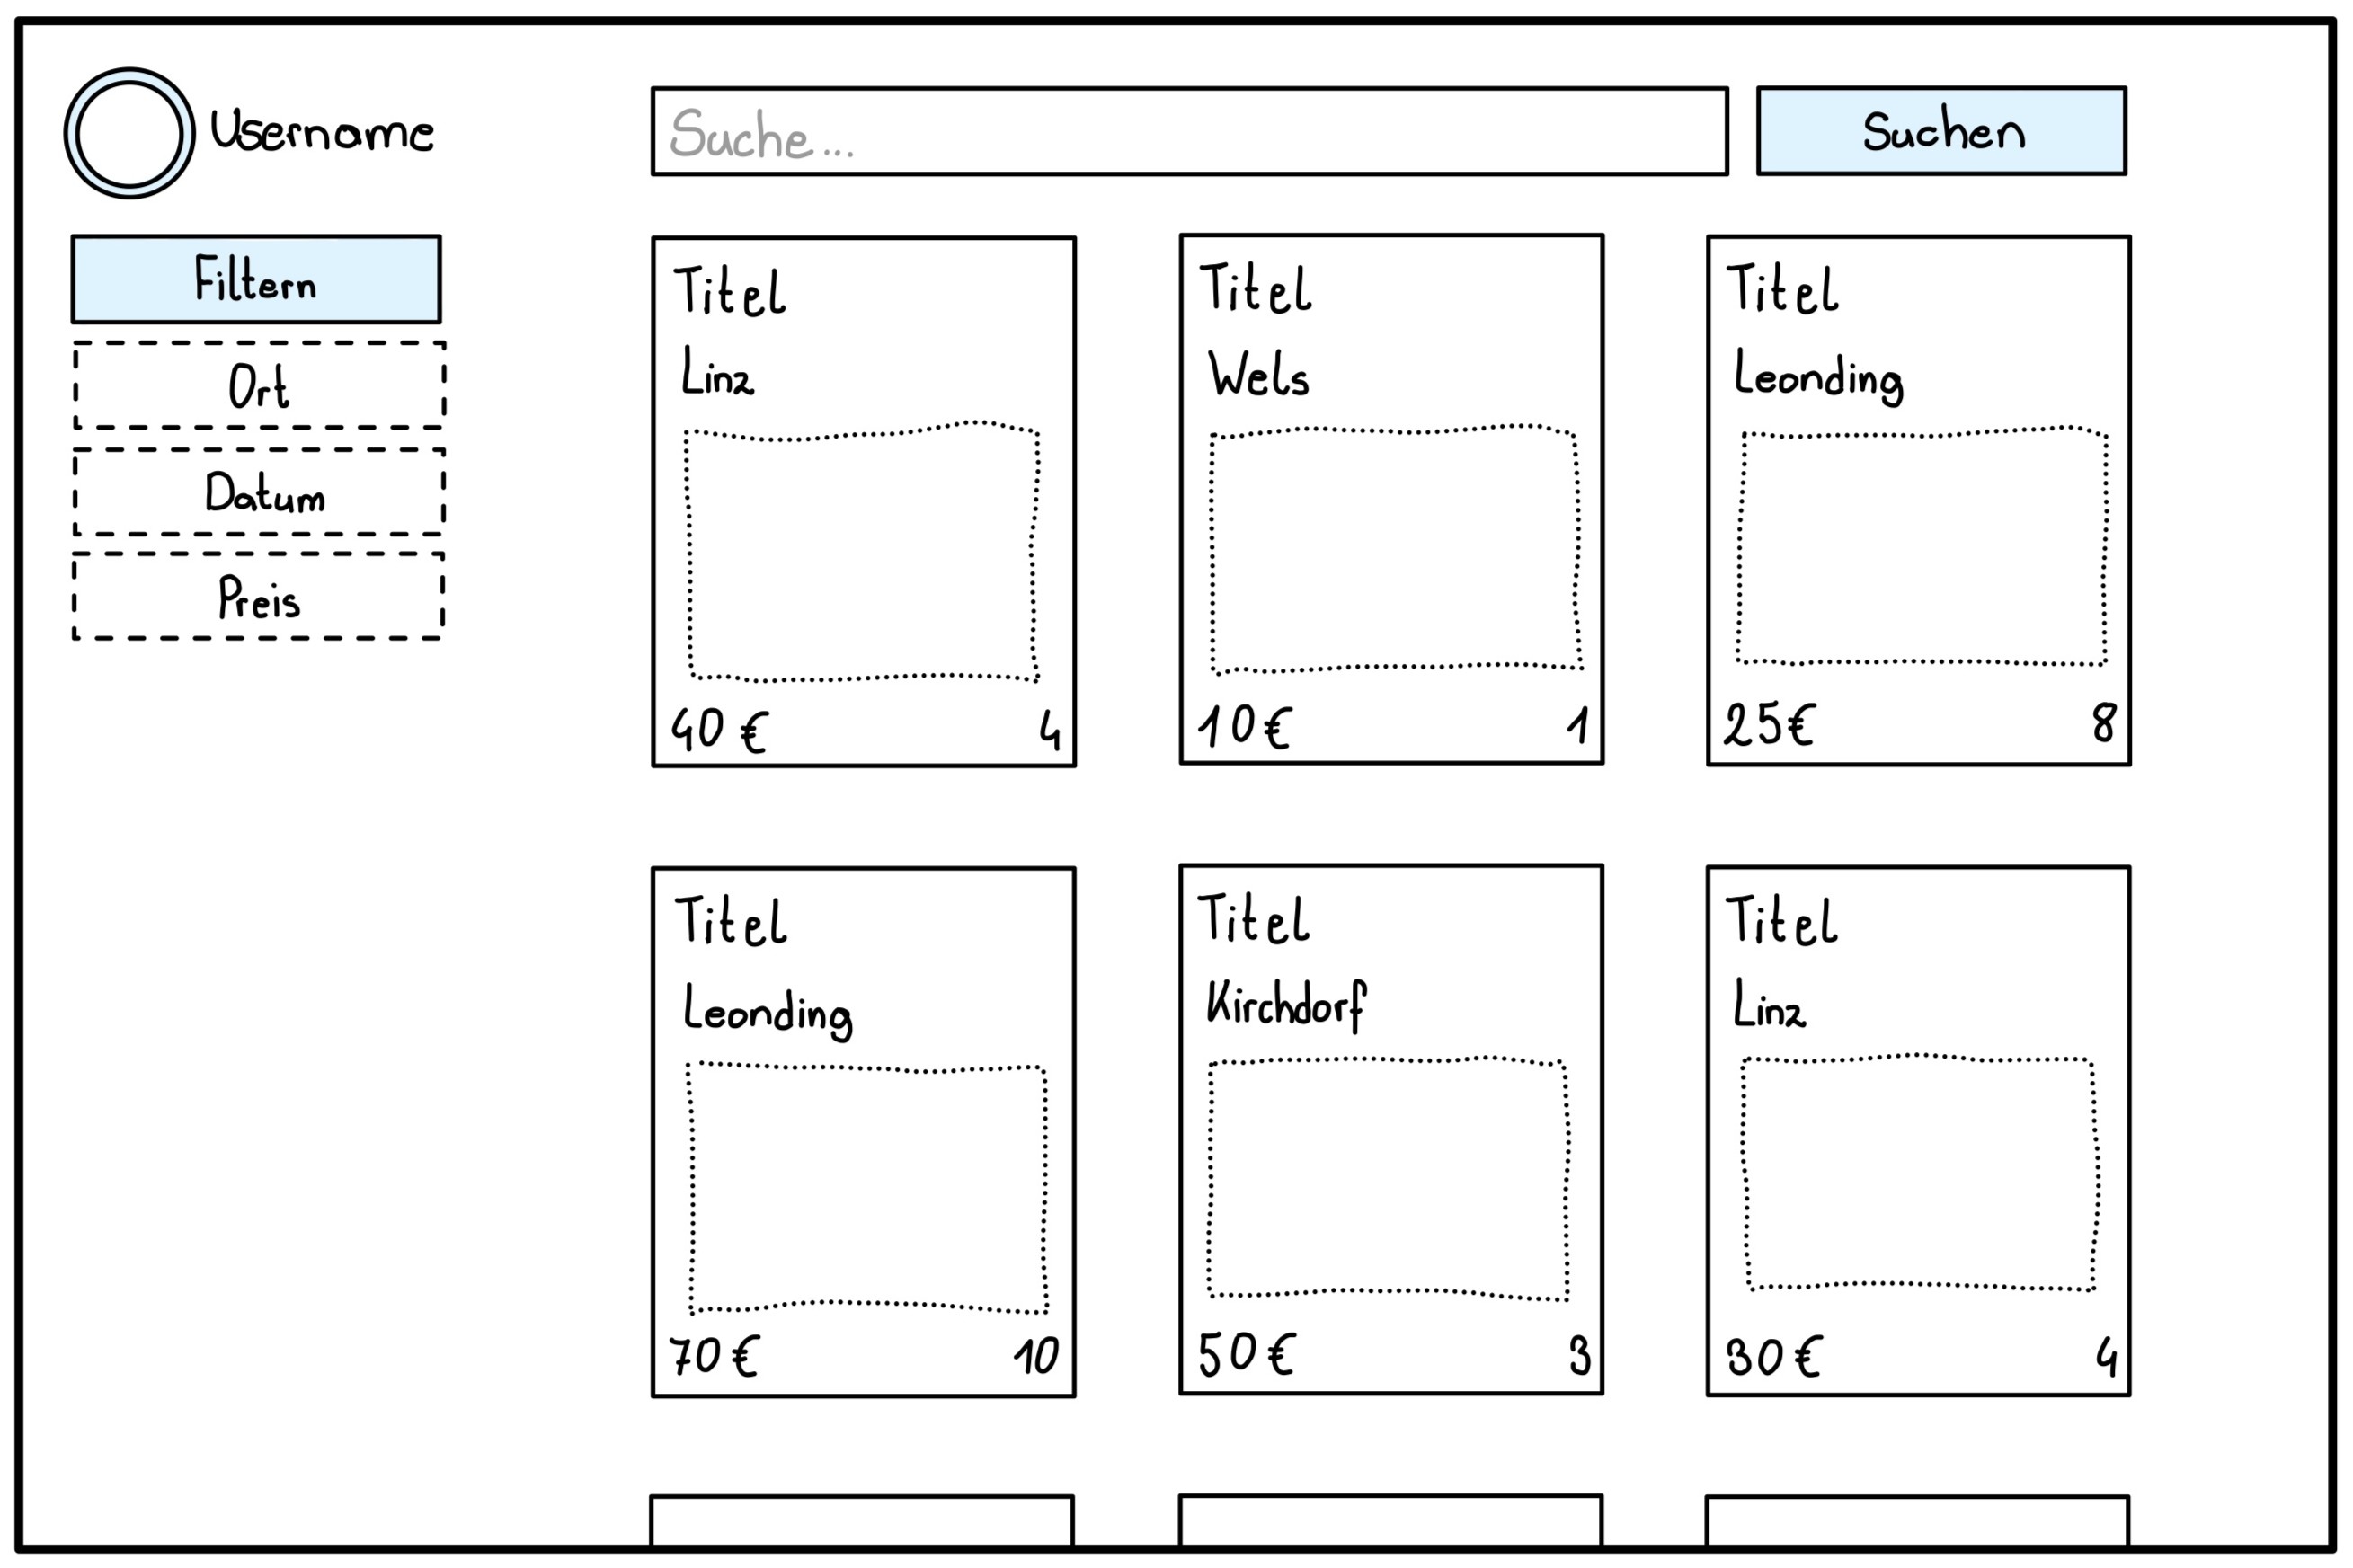 Username
Suche...
Suchen
Filtern
Ort
Datum
Preis
Titel
Linz
40 €
4
Titel
Wels
10€
1
Titel
Leonding
25€
8
Titel
Leonding
70€
10
Titel
Kirchdorf
50€
3
Titel
Linz
30€
4